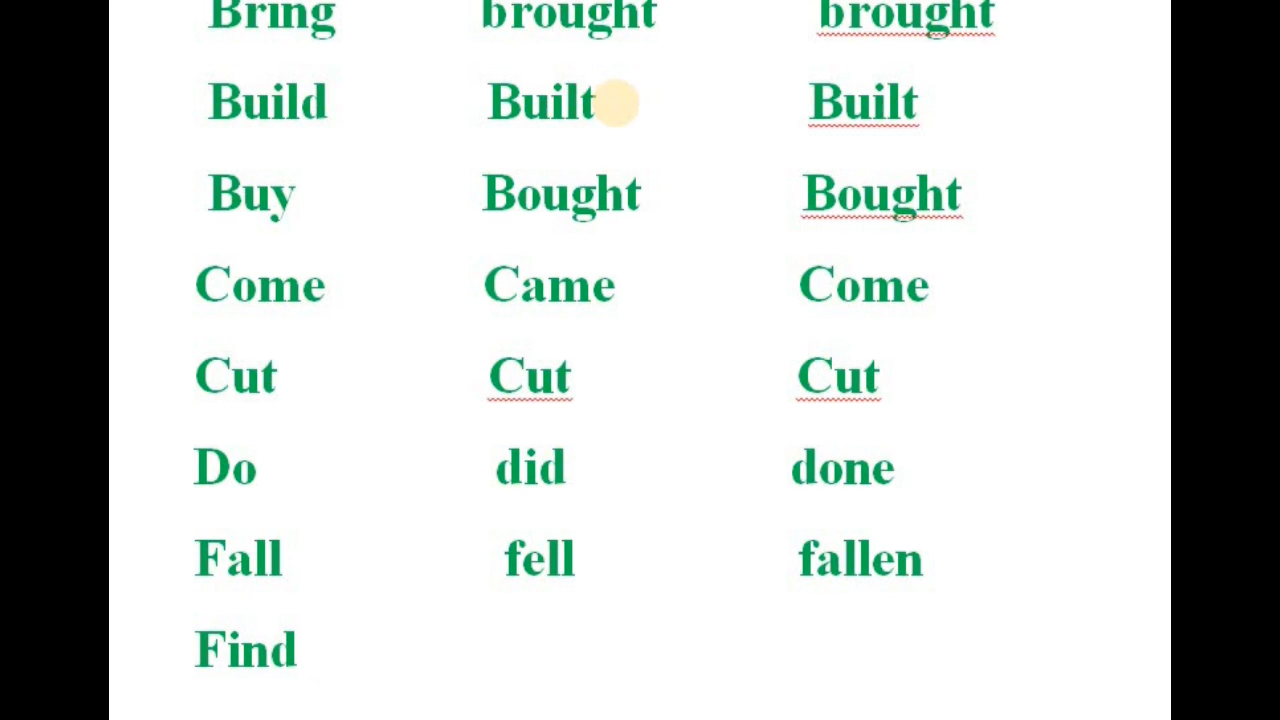 Bring brought brought
Build Built Built
Buy Bought Bought
Come Came Come
Cut Cut Cut
Do did done
Fall fell fallen
Find